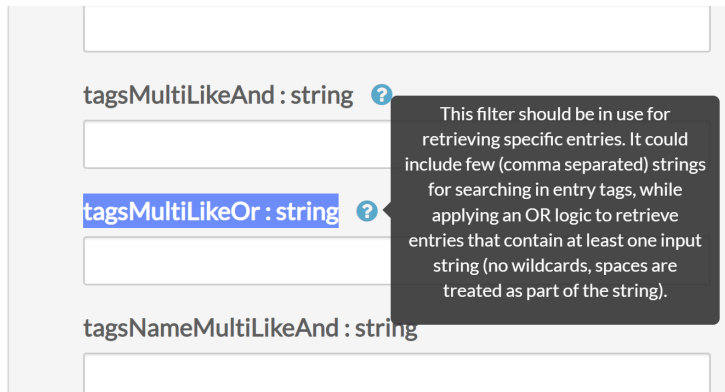 tagsMultiLikeAnd : string ?
This filter should be in use for
retrieving specific entries. It could
include few (comma separated) strings
for searching in entry tags, while
applying an OR logic to retrieve
entries that contain at least one input
string (no wildcards, spaces are
treated as part of the string).
tagsMultiLikeOr : string ?
tagsNameMultiLikeAnd : string